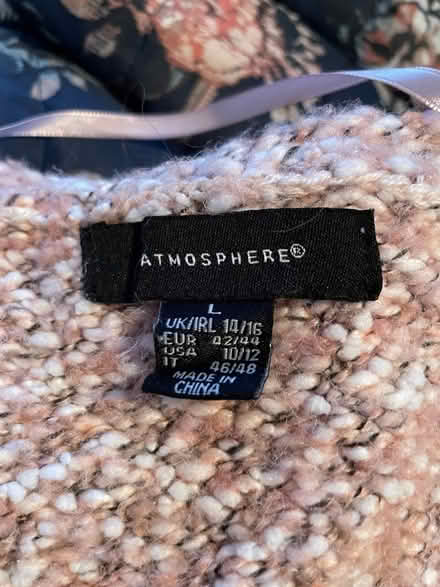 ATMOSPHERE®
L
UK/IRL 14/16
EUR 42/44
USA 10/12
IT 46/48
MADE IN
CHINA